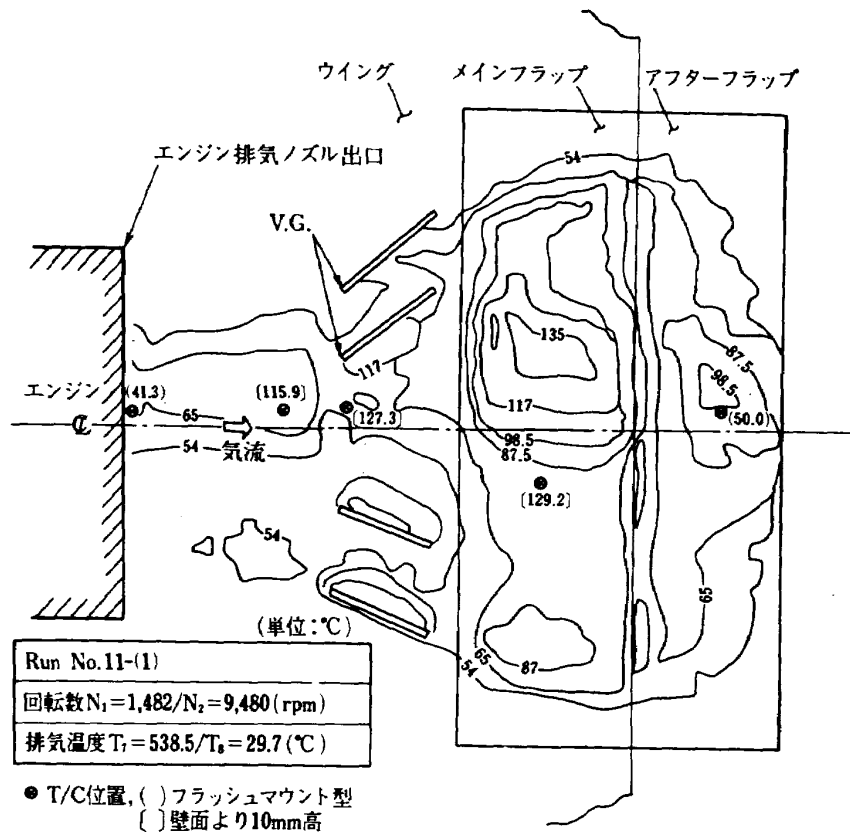 ウイング
メインフラップ
アフターフラップ
54
エンジン排気ノズル出口
V.G.
135
117
87.5
98.5
エンジン
(41.3)
[115.9]
65
[127.3]
117
(50.0)
℄
54
気流
98.5
87.5
[129.2]
54
65
(単位:℃)
87
65
54
Run No.11-(1)
回転数N₁=1,482/N₂=9,480(rpm)
排気温度T₇=538.5/T₈=29.7(℃)
T/C位置,( )フラッシュマウント型
[ ]壁面より10mm高